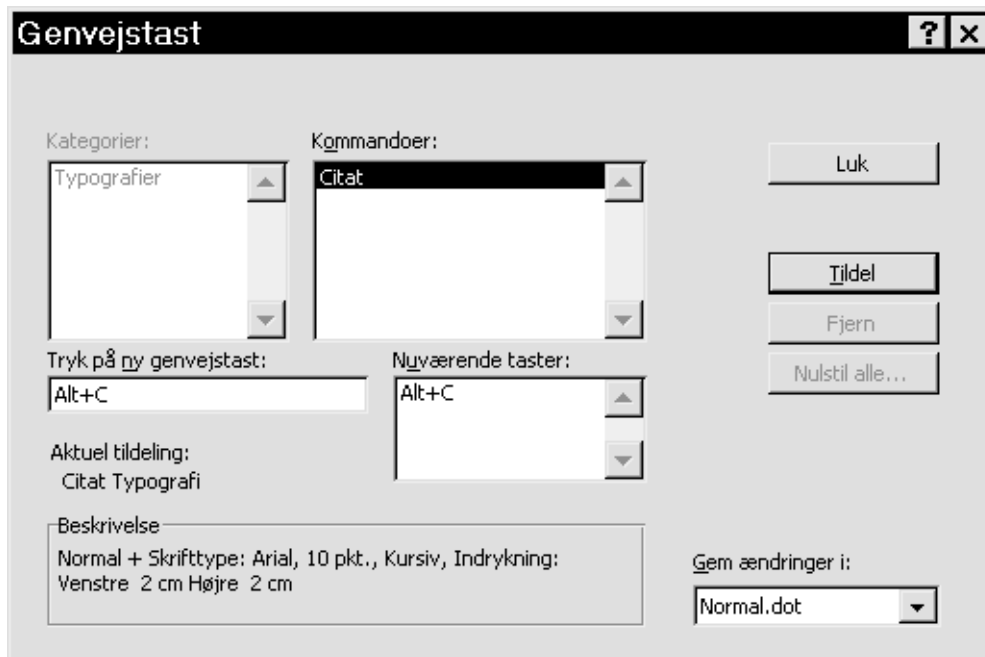 Genvejstast
Kategorier:
Kommandoer:
Typografier
Citat
Luk
Tildel
Fjern
Nulstil alle...
Tryk på ny genvejstast:
Nuværende taster:
Alt+C
Alt+C
Aktuel tildeling:
Citat Typografi
Beskrivelse
Normal + Skrifttype: Arial, 10 pkt., Kursiv, Indrykning:
Venstre 2 cm Højre 2 cm
Gem ændringer i:
Normal.dot